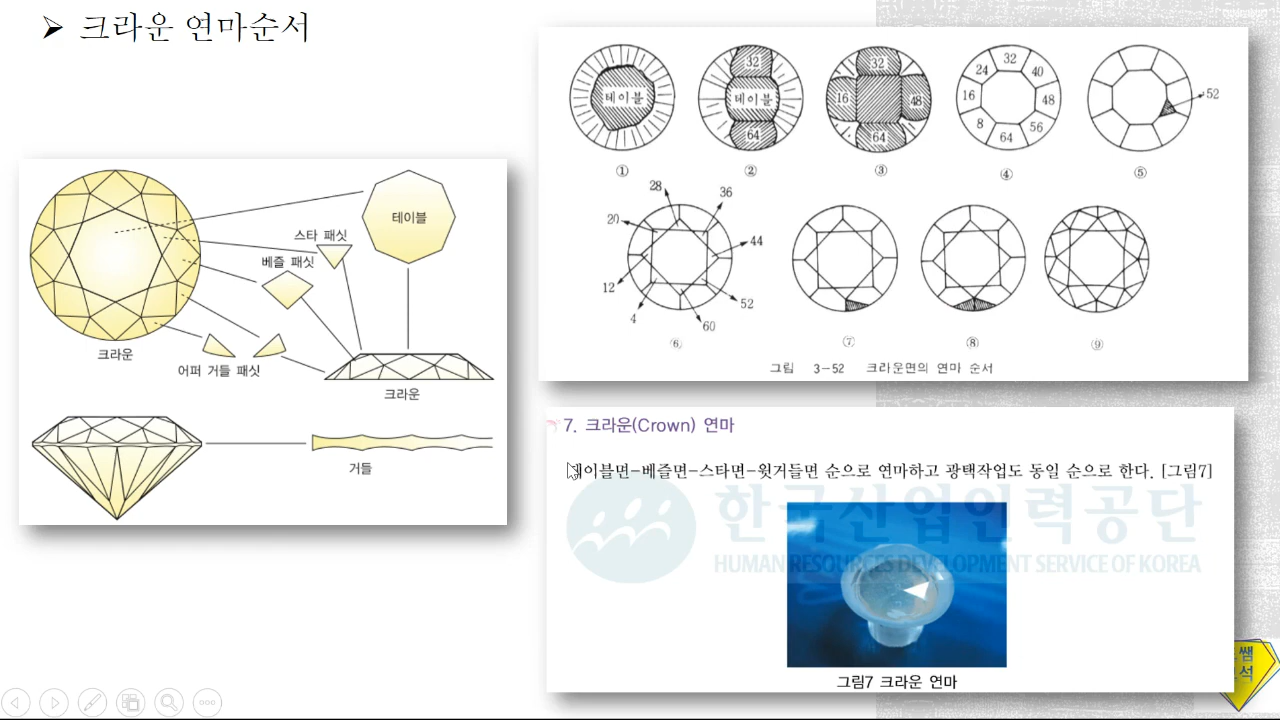 ➢ 크라운 연마순서
테이블
스타 패싯
베즐 패싯
크라운
어퍼 거들 패싯
크라운
거들
테이블
①
32
테이블
64
②
32
16
48
64
③
32
24
40
16
48
8
56
64
④
52
⑤
28
36
20
44
12
52
4
60
⑥
⑦
⑧
⑨
그림 3-52 크라운면의 연마 순서
7. 크라운(Crown) 연마
테이블면-베즐면-스타면-윗거들면 순으로 연마하고 광택작업도 동일 순으로 한다. [그림7]
한국산업인력공단
HUMAN RESOURCES DEVELOPMENT SERVICE OF KOREA
그림7 크라운 연마
쌤
석